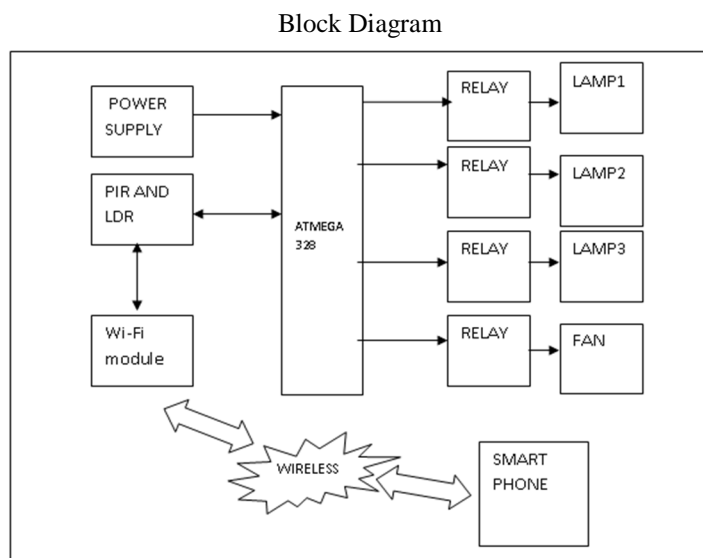 Block Diagram
POWER
SUPPLY
PIR AND
LDR
Wi-Fi
module
ATMEGA
328
RELAY
LAMP1
RELAY
LAMP2
RELAY
LAMP3
RELAY
FAN
WIRELESS
SMART
PHONE